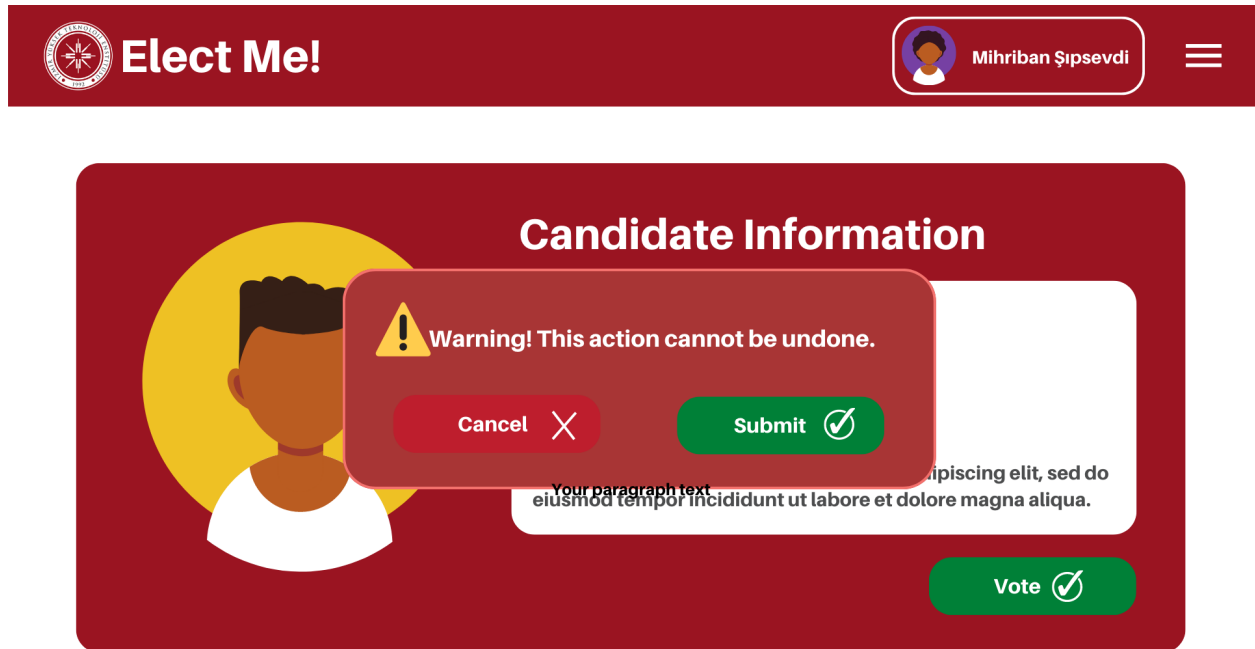 Elect Me!
Mihriban Şıpsevdi
Candidate Information
Warning! This action cannot be undone.
Cancel
Submit
ipiscing elit, sed do
Your paragraph text
eiusmod tempor incididunt ut labore et dolore magna aliqua.
Vote